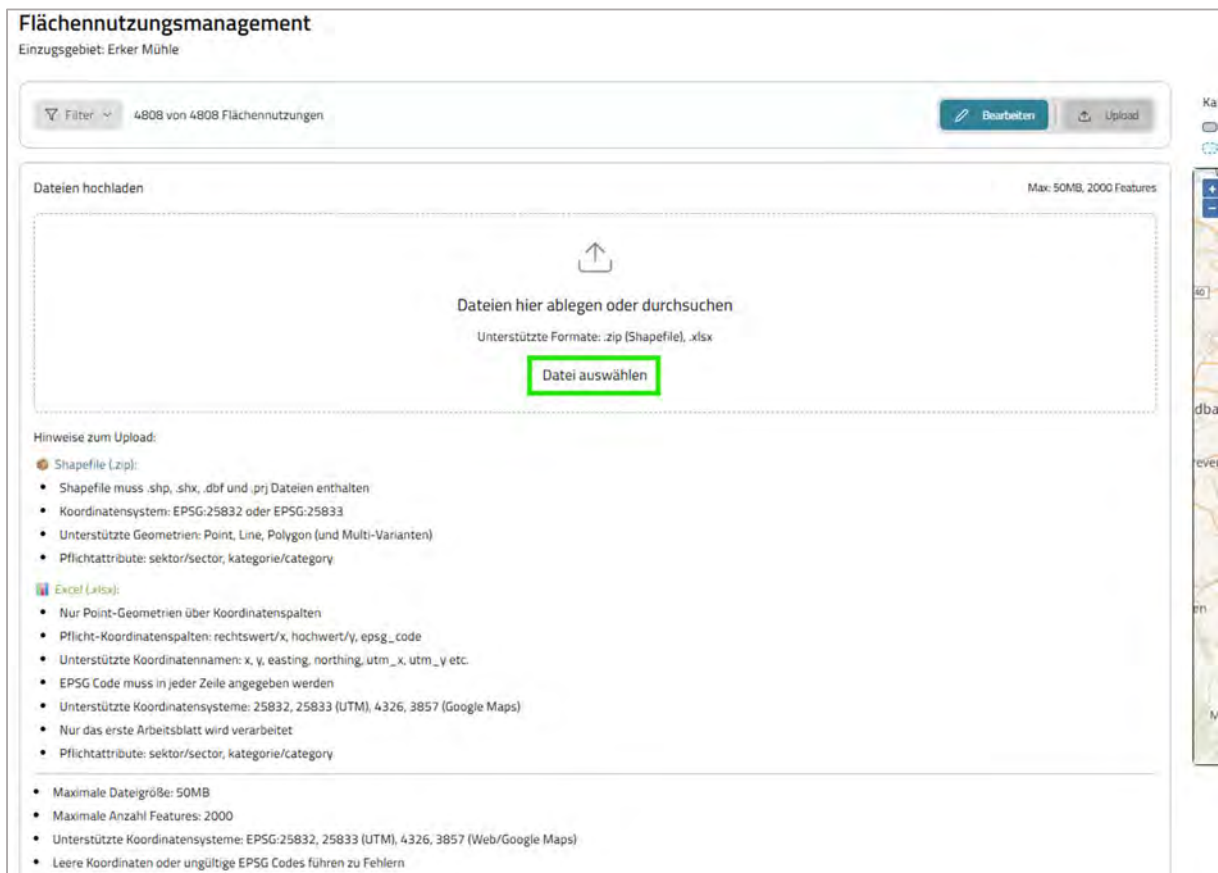 Flächennutzungsmanagement
Einzugsgebiet: Erker Mühle
Filter
4808 von 4808 Flächennutzungen
Bearbeiten
Upload
Ka
Dateien hochladen
Max: 50MB, 2000 Features
+
-
40
Dateien hier ablegen oder durchsuchen
Unterstützte Formate: .zip (Shapefile), .xlsx
Datei auswählen
dba
Hinweise zum Upload:
Shapefile (.zip):
Shapefile muss .shp, .shx, .dbf und .prj Dateien enthalten
Koordinatensystem: EPSG:25832 oder EPSG:25833
Unterstützte Geometrien: Point, Line, Polygon (und Multi-Varianten)
Pflichtattribute: sektor/sector, kategorie/category
Excel (.xlsx):
Nur Point-Geometrien über Koordinatenspalten
Pflicht-Koordinatenspalten: rechtswert/x, hochwert/y, epsg_code
Unterstützte Koordinatennamen: x, y, easting, northing, utm_x, utm_y etc.
EPSG Code muss in jeder Zeile angegeben werden
Unterstützte Koordinatensysteme: 25832, 25833 (UTM), 4326, 3857 (Google Maps)
Nur das erste Arbeitsblatt wird verarbeitet
Pflichtattribute: sektor/sector, kategorie/category
Maximale Dateigröße: 50MB
Maximale Anzahl Features: 2000
Unterstützte Koordinatensysteme: EPSG:25832, 25833 (UTM), 4326, 3857 (Web/Google Maps)
Leere Koordinaten oder ungültige EPSG Codes führen zu Fehlern